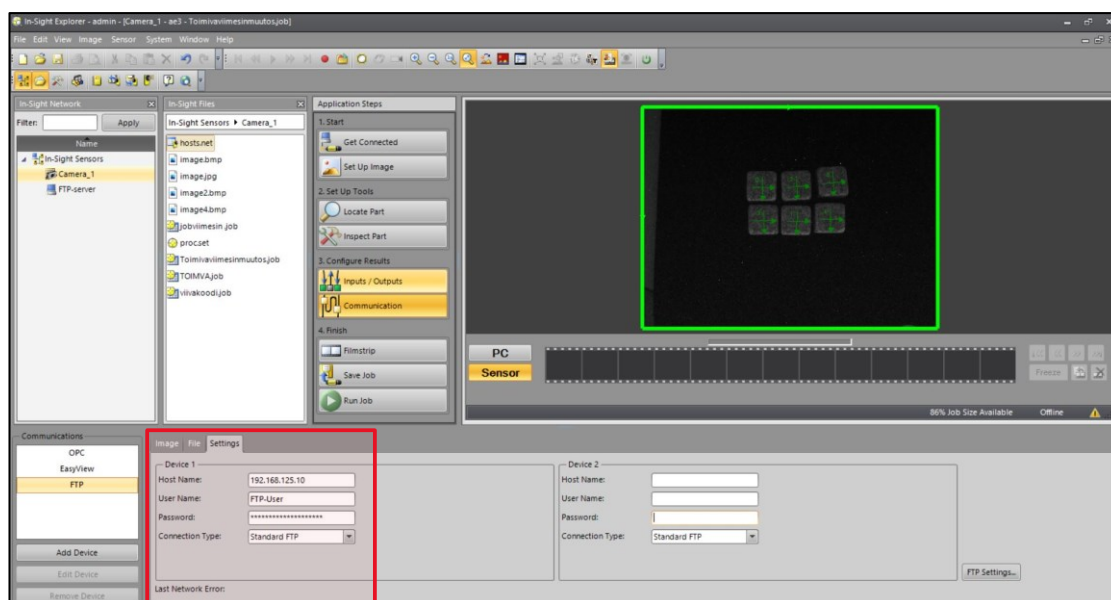 In-Sight Explorer - admin - [Camera_1 - ae3 - Toimivaviimesinmuutos.job]
File Edit View Image Sensor System Window Help
In-Sight Network
Filter:
Apply
Name
In-Sight Sensors
Camera_1
FTP-server
In-Sight Files
In-Sight Sensors Camera_1
hosts.net
image.bmp
image.jpg
image2.bmp
image4.bmp
jobviimesin.job
proc.set
Toimivaviimesinmuutos.job
TOIMVA.job
viivakoodi.job
Application Steps
1. Start
Get Connected
Set Up Image
2. Set Up Tools
Locate Part
Inspect Part
3. Configure Results
Inputs / Outputs
Communication
4. Finish
Filmstrip
Save Job
Run Job
PC
Sensor
Freeze
86% Job Size Available Offline
Communications
OPC
EasyView
FTP
Add Device
Edit Device
Remove Device
Image File Settings
Device 1
Host Name: 192.168.125.10
User Name: FTP-User
Password: ********************
Connection Type: Standard FTP
Last Network Error:
Device 2
Host Name:
User Name:
Password:
Connection Type: Standard FTP
FTP Settings...